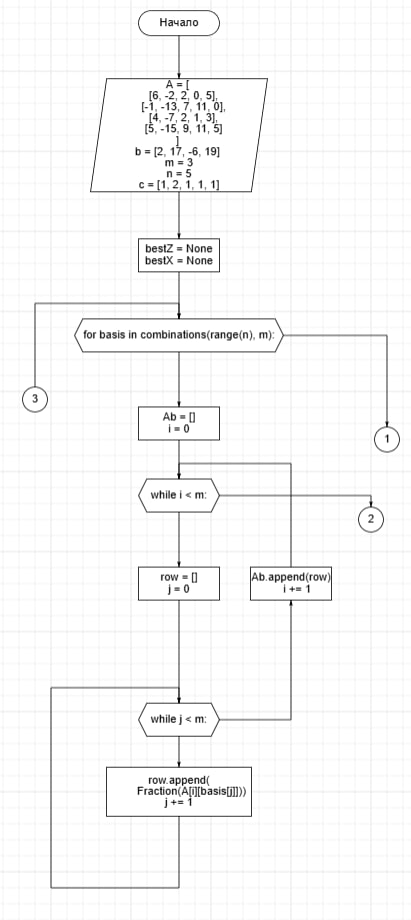 Начало
A = [
[6, -2, 2, 0, 5],
[-1, -13, 7, 11, 0],
[4, -7, 2, 1, 3],
[5, -15, 9, 11, 5]
]
b = [2, 17, -6, 19]
m = 3
n = 5
c = [1, 2, 1, 1, 1]
bestZ = None
bestX = None
for basis in combinations(range(n), m):
3
1
Ab = []
i = 0
while i < m:
2
row = []
j = 0
Ab.append(row)
i += 1
while j < m:
row.append(
Fraction(A[i][basis[j]]))
j += 1